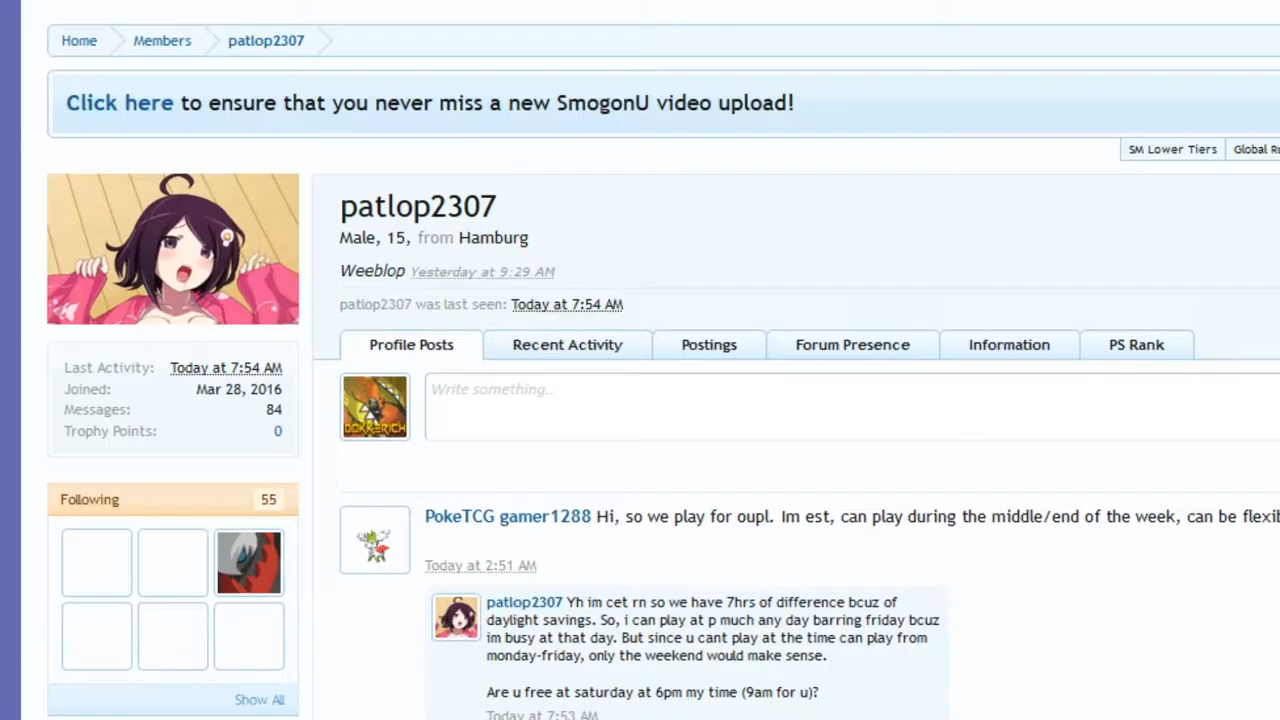 Home
Members
patlop2307
Click here to ensure that you never miss a new SmogonU video upload!
SM Lower Tiers
Global Ru
patlop2307
Male, 15, from Hamburg
Weeblop Yesterday at 9:29 AM
patlop2307 was last seen: Today at 7:54 AM
Profile Posts
Recent Activity
Postings
Forum Presence
Information
PS Rank
Last Activity: Today at 7:54 AM
Joined: Mar 28, 2016
Messages: 84
Trophy Points: 0
DOKKERICH
Write something..
Following 55
Show All
PokeTCG gamer1288 Hi, so we play for oupl. Im est, can play during the middle/end of the week, can be flexib
Today at 2:51 AM
patlop2307 Yh im cet rn so we have 7hrs of difference bcuz of
daylight savings. So, i can play at p much any day barring friday bcuz
im busy at that day. But since u cant play at the time can play from
monday-friday, only the weekend would make sense.
Are u free at saturday at 6pm my time (9am for u)?
Today at 7:53 AM